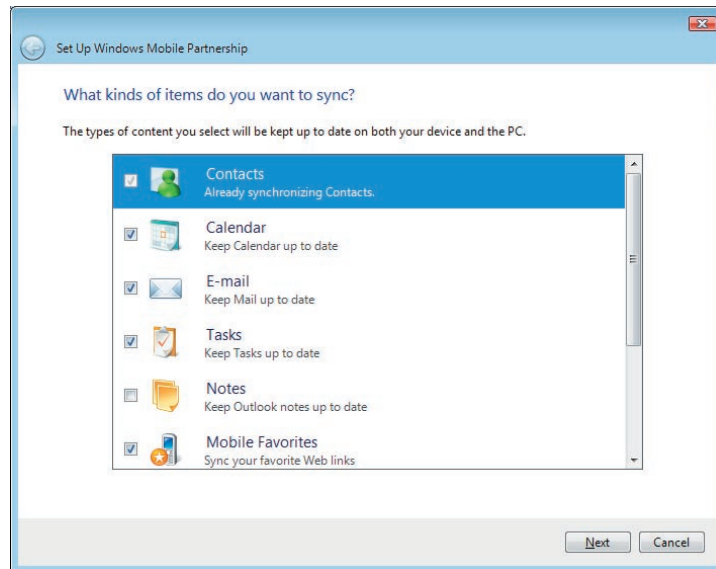 Set Up Windows Mobile Partnership
What kinds of items do you want to sync?
The types of content you select will be kept up to date on both your device and the PC.
Contacts
Already synchronizing Contacts.
Calendar
Keep Calendar up to date
E-mail
Keep Mail up to date
Tasks
Keep Tasks up to date
Notes
Keep Outlook notes up to date
Mobile Favorites
Sync your favorite Web links
Next Cancel